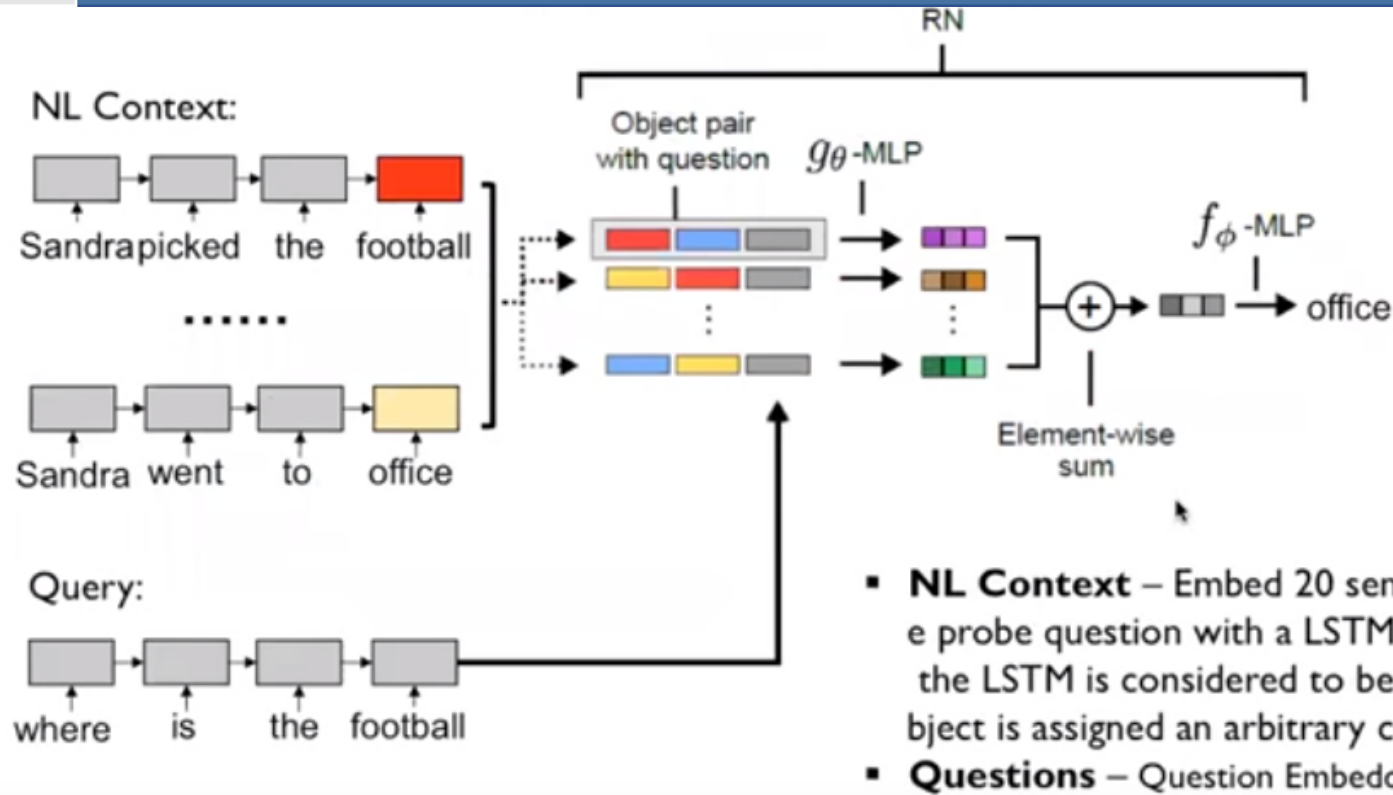 RN
NL Context:
Object pair
with question
gθ-MLP
Sandra picked the football
fϕ-MLP
......
+
office
Sandra went to office
Element-wise
sum
Query:
where is the football
▪ NL Context – Embed 20 sen
e probe question with a LSTM
the LSTM is considered to be
bject is assigned an arbitrary c
▪ Questions – Question Embedd